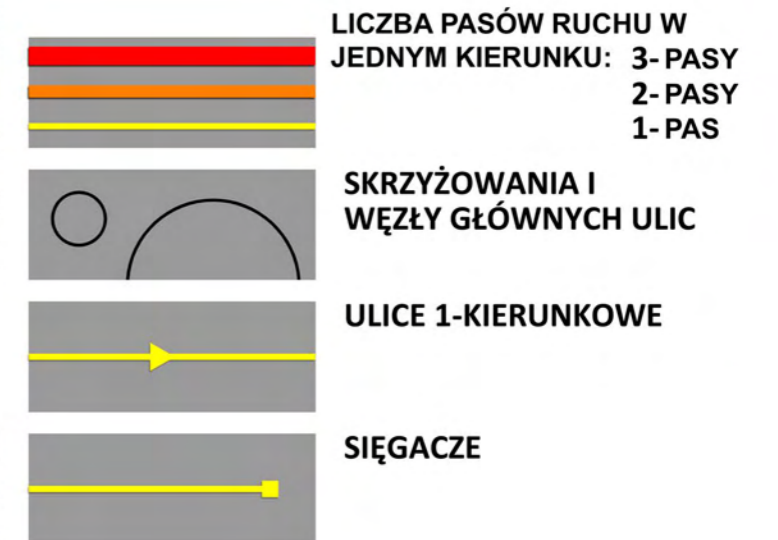 LICZBA PASÓW RUCHU W
JEDNYM KIERUNKU: 3- PASY
2- PASY
1- PAS
SKRZYŻOWANIA I
WĘZŁY GŁÓWNYCH ULIC
ULICE 1-KIERUNKOWE
SIĘGACZE